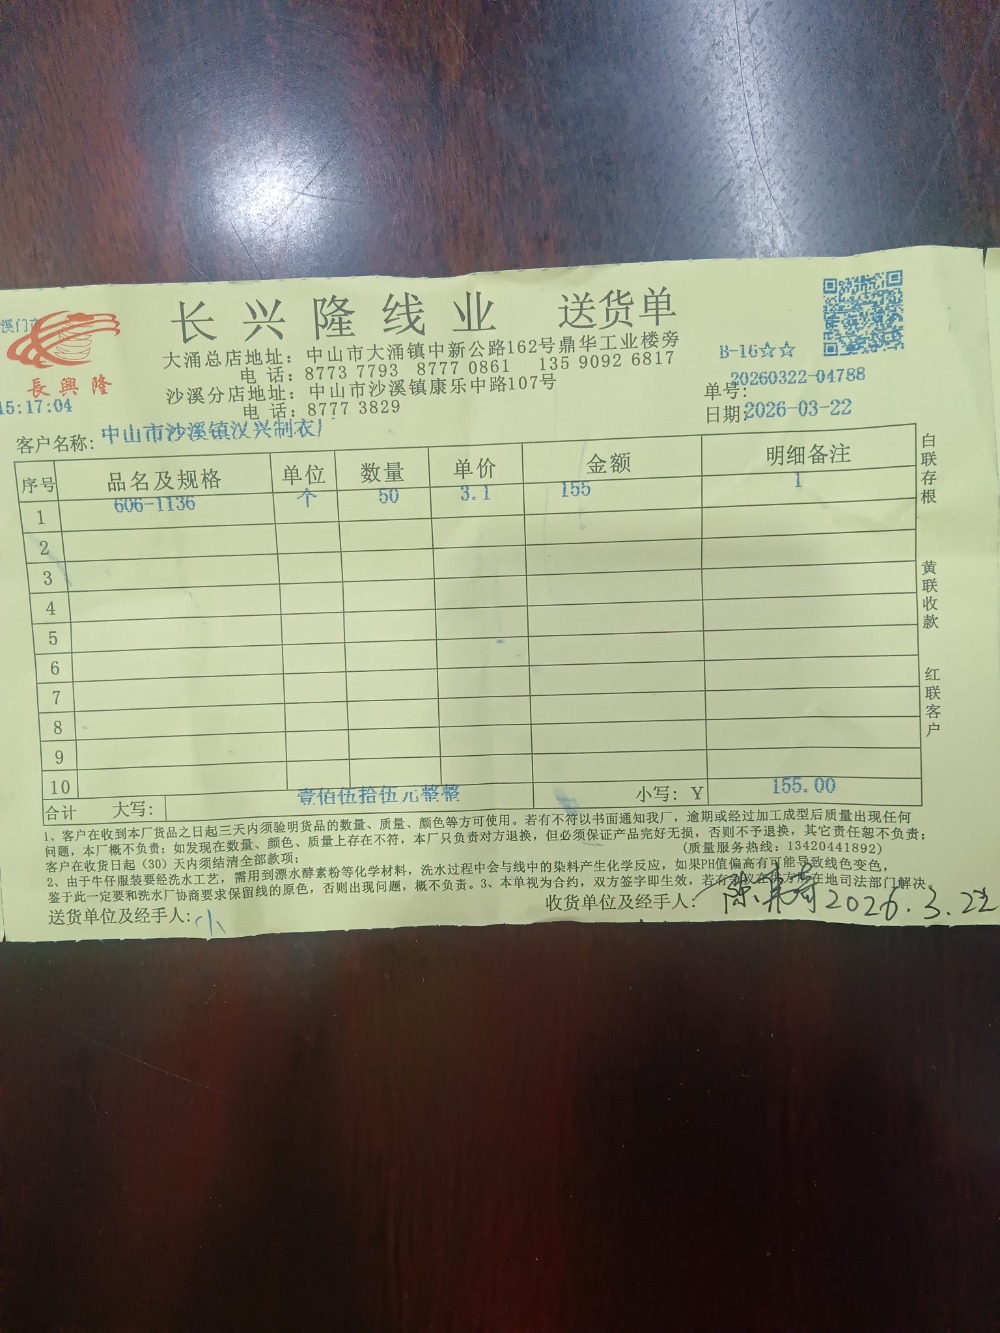 长兴隆线业 送货单
大涌总店地址：中山市大涌镇中新公路162号鼎华工业楼旁
电 话：8773 7793 8777 0861 135 9092 6817
沙溪分店地址：中山市沙溪镇康乐中路107号
电 话：8777 3829
長興隆
15:17:04
B-16☆☆
单号：20260322-04788
日期：2026-03-22
客户名称：中山市沙溪镇汉兴制衣厂
序号 品名及规格 单位 数量 单价 金额 明细备注
1 606-1136 个 50 3.1 155 1
2
3
4
5
6
7
8
9
10
合计 大写：壹佰伍拾伍元整整 小写：Y 155.00
白联存根
黄联收款
红联客户
1、客户在收到本厂货品之日起三天内须验明货品的数量、质量、颜色等方可使用。若有不符以书面通知我厂，逾期或经过加工成型后质量出现任何
问题，本厂概不负责；如发现在数量、颜色、质量上存在不符，本厂只负责对方退换，但必须保证产品完好无损，否则不予退换，其它责任恕不负责；
客户在收货日起（30）天内须结清全部款项； (质量服务热线：13420441892)
2、由于牛仔服装要经洗水工艺，需用到漂水酵素粉等化学材料，洗水过程中会与线中的染料产生化学反应，如果PH值偏高有可能导致线色变色，
鉴于此一定要和洗水厂协商要求保留线的原色，否则出现问题，概不负责。3、本单视为合约，双方签字即生效，若有争议在供方所在地司法部门解决。
送货单位及经手人：小 收货单位及经手人： 2026.3.22